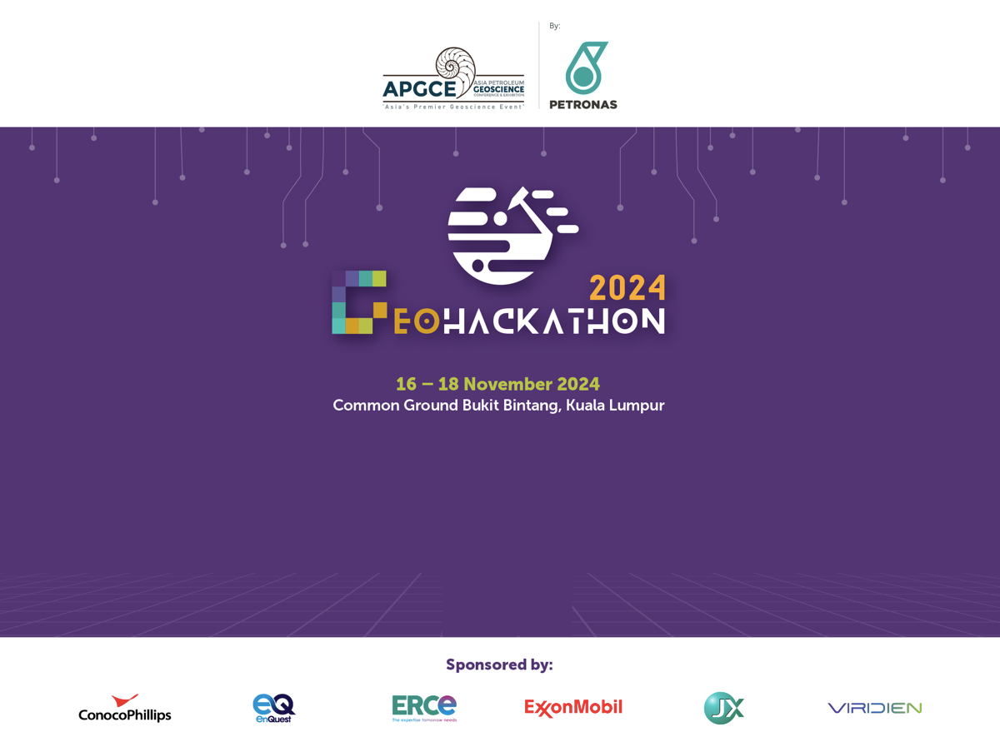 By:
APGCE
ASIA PETROLEUM
GEOSCIENCE
CONFERENCE & EXHIBITION
'Asia's Premier Geoscience Event'
PETRONAS
2024
GEOHACKATHON
16 – 18 November 2024
Common Ground Bukit Bintang, Kuala Lumpur
Sponsored by:
ConocoPhillips
eQ
enQuest
ERCe
The expertise tomorrow needs
ExxonMobil
JX
VIRIDIEN